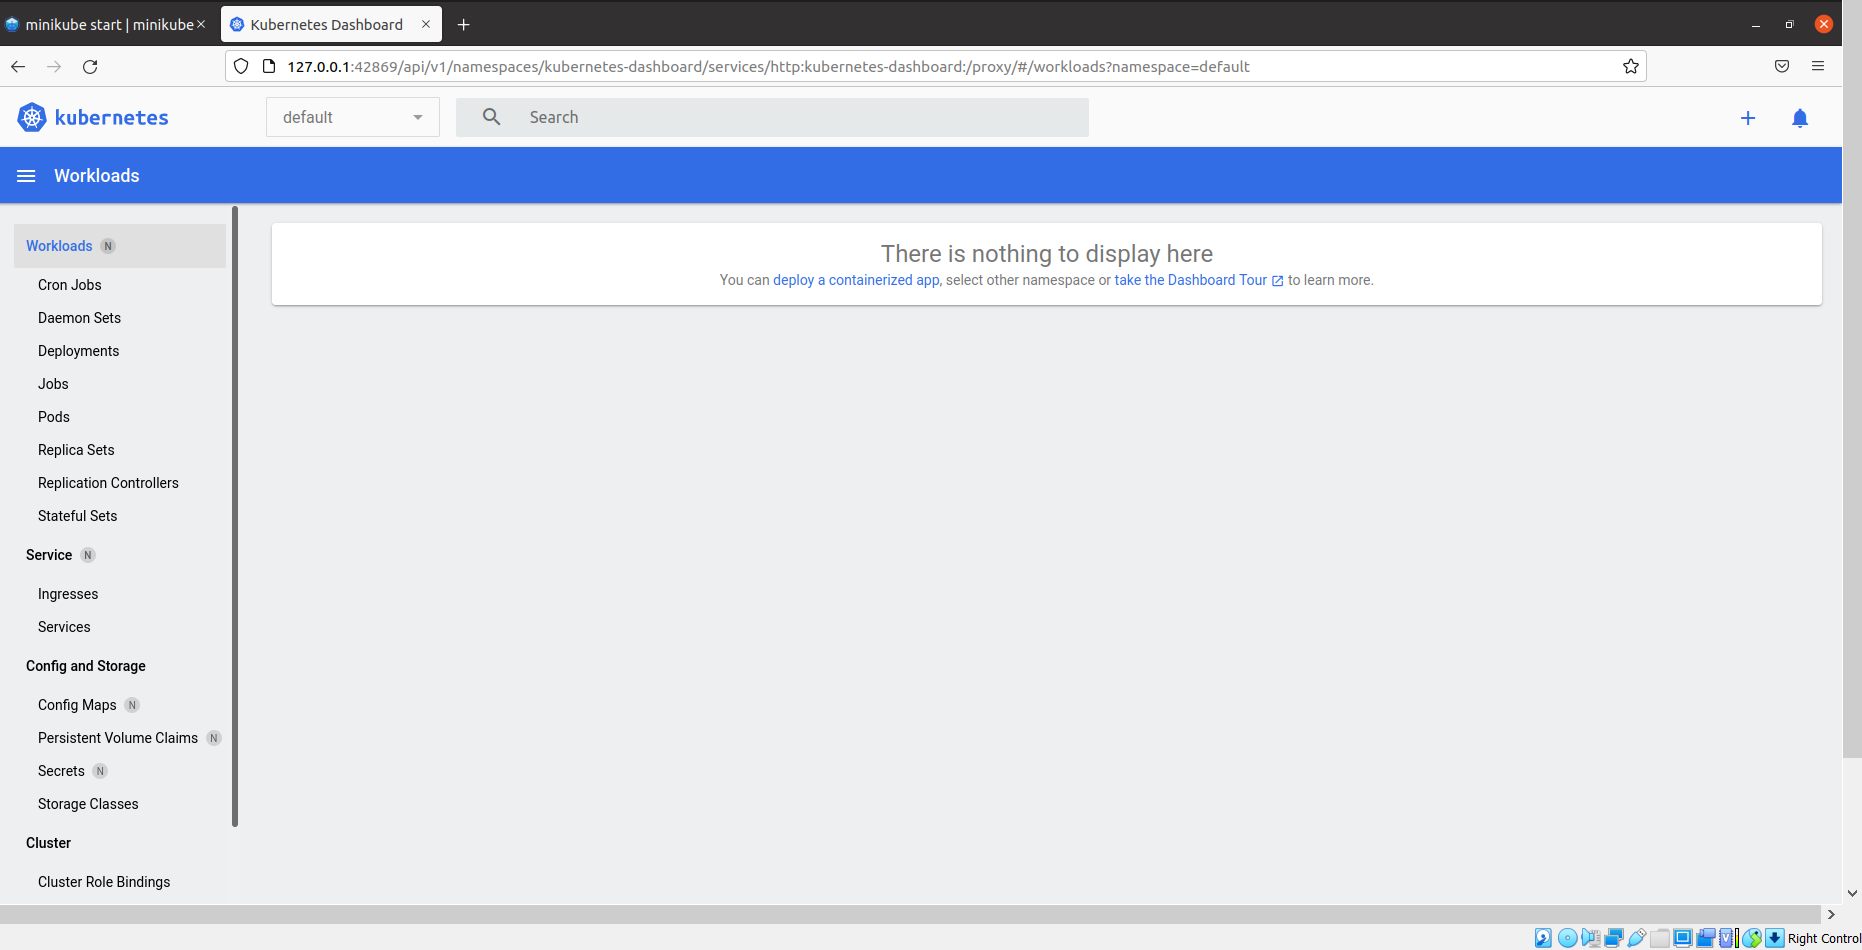 minikube start | minikube
Kubernetes Dashboard
127.0.0.1:42869/api/v1/namespaces/kubernetes-dashboard/services/http:kubernetes-dashboard:/proxy/#/workloads?namespace=default
kubernetes
default
Search
Workloads
Workloads N
Cron Jobs
Daemon Sets
Deployments
Jobs
Pods
Replica Sets
Replication Controllers
Stateful Sets
Service N
Ingresses
Services
Config and Storage
Config Maps N
Persistent Volume Claims N
Secrets N
Storage Classes
Cluster
Cluster Role Bindings
There is nothing to display here
You can deploy a containerized app, select other namespace or take the Dashboard Tour to learn more.
Right Control